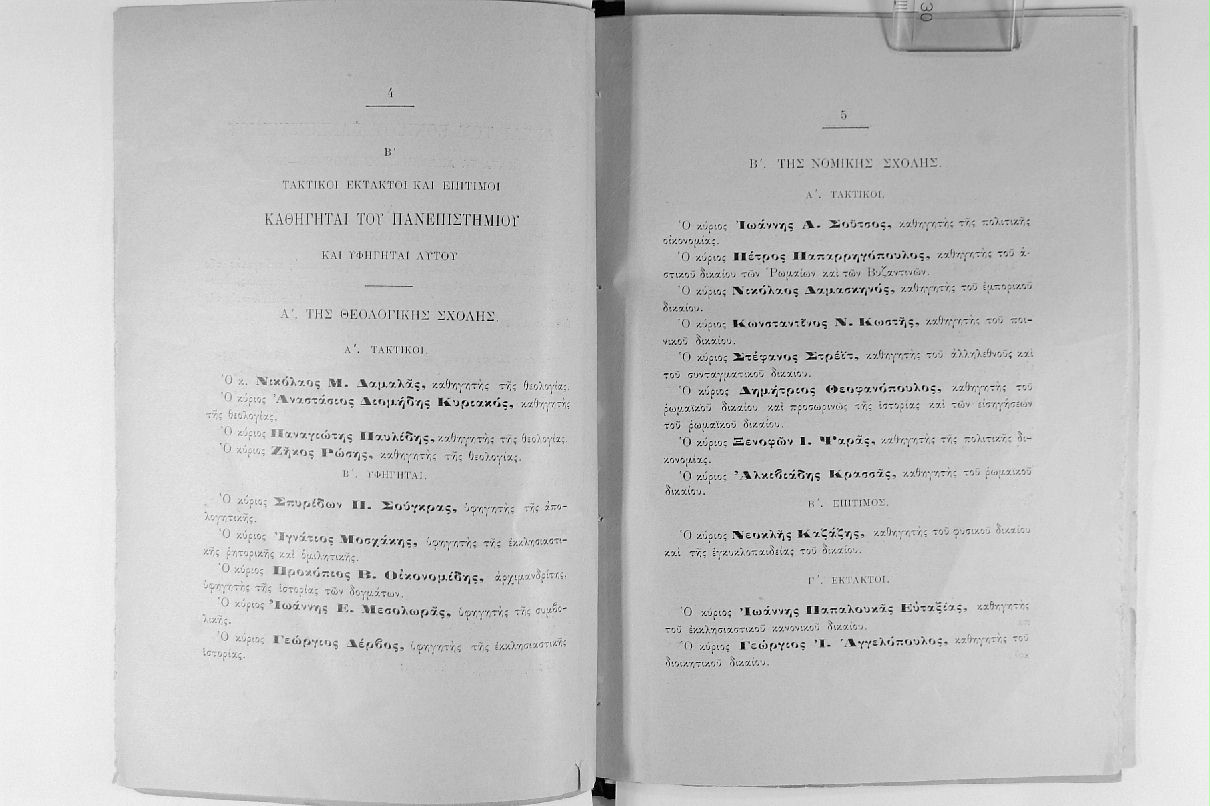 4
Β′
ΤΑΚΤΙΚΟΙ ΕΚΤΑΚΤΟΙ ΚΑΙ ΕΠΙΤΙΜΟΙ
ΚΑΘΗΓΗΤΑΙ ΤΟΥ ΠΑΝΕΠΙΣΤΗΜΙΟΥ
ΚΑΙ ΥΦΗΓΗΤΑΙ ΑΥΤΟΥ
Α′. ΤΗΣ ΘΕΟΛΟΓΙΚΗΣ ΣΧΟΛΗΣ.
Α′. ΤΑΚΤΙΚΟΙ.
Ὁ κ. Νικόλαος Μ. Δαμαλᾶς, καθηγητὴς τῆς θεολογίας.
Ὁ κύριος Ἀναστάσιος Διομήδης Κυριακός, καθηγητὴς
τῆς θεολογίας.
Ὁ κύριος Παναγιώτης Παυλίδης, καθηγητὴς τῆς θεολογίας.
Ὁ κύριος Ζῆκος Ῥώσης, καθηγητὴς τῆς θεολογίας.
Β′. ΥΦΗΓΗΤΑΙ.
Ὁ κύριος Σπυρίδων Π. Σούγκρας, ὑφηγητὴς τῆς ἀπο-
λογητικῆς.
Ὁ κύριος Ἰγνάτιος Μοσχάκης, ὑφηγητὴς τῆς ἐκκλησιαστι-
κῆς ῥητορικῆς καὶ ὁμιλητικῆς.
Ὁ κύριος Προκόπιος Β. Οἰκονομίδης, ἀρχιμανδρίτης,
ὑφηγητὴς τῆς ἱστορίας τῶν δογμάτων.
Ὁ κύριος Ἰωάννης Ε. Μεσολωρᾶς, ὑφηγητὴς τῆς συμβο-
λικῆς.
Ὁ κύριος Γεώργιος Δέρβος, ὑφηγητὴς τῆς ἐκκλησιαστικῆς
ἱστορίας.
5
Β′. ΤΗΣ ΝΟΜΙΚΗΣ ΣΧΟΛΗΣ.
Α′. ΤΑΚΤΙΚΟΙ.
Ὁ κύριος Ἰωάννης Α. Σοῦτσος, καθηγητὴς τῆς πολιτικῆς
οἰκονομίας.
Ὁ κύριος Πέτρος Παπαρρηγόπουλος, καθηγητὴς τοῦ ἀ-
στικοῦ δικαίου τῶν Ῥωμαίων καὶ τῶν Βυζαντινῶν.
Ὁ κύριος Νικόλαος Δαμασκηνός, καθηγητὴς τοῦ ἐμπορικοῦ
δικαίου.
Ὁ κύριος Κωνσταντῖνος Ν. Κωστῆς, καθηγητὴς τοῦ ποι-
νικοῦ δικαίου.
Ὁ κύριος Στέφανος Στρέϊτ, καθηγητὴς τοῦ ἀλληλεθνοῦς καὶ
τοῦ συνταγματικοῦ δικαίου.
Ὁ κύριος Δημήτριος Θεοφανόπουλος, καθηγητὴς τοῦ
ῥωμαϊκοῦ δικαίου καὶ προσωρινῶς τῆς ἱστορίας καὶ τῶν εἰσηγήσεων
τοῦ ῥωμαϊκοῦ δικαίου.
Ὁ κύριος Ξενοφῶν Ι. Ψαρᾶς, καθηγητὴς τῆς πολιτικῆς δι-
κονομίας.
Ὁ κύριος Ἀλκιβιάδης Κρασσᾶς, καθηγητὴς τοῦ ῥωμαικοῦ
δικαίου.
Β′. ΕΠΙΤΙΜΟΣ.
Ὁ κύριος Νεοκλῆς Καζάζης, καθηγητὴς τοῦ φυσικοῦ δικαίου
καὶ τῆς ἐγκυκλοπαιδείας τοῦ δικαίου.
Γ′. ΕΚΤΑΚΤΟΙ.
Ὁ κύριος Ἰωάννης Παπαλουκᾶς Εὐταξίας, καθηγητὴς
τοῦ ἐκκλησιαστικοῦ κανονικοῦ δικαίου.
Ὁ κύριος Γεώργιος Ἰ. Ἀγγελόπουλος, καθηγητὴς τοῦ
διοικητικοῦ δικαίου.
30